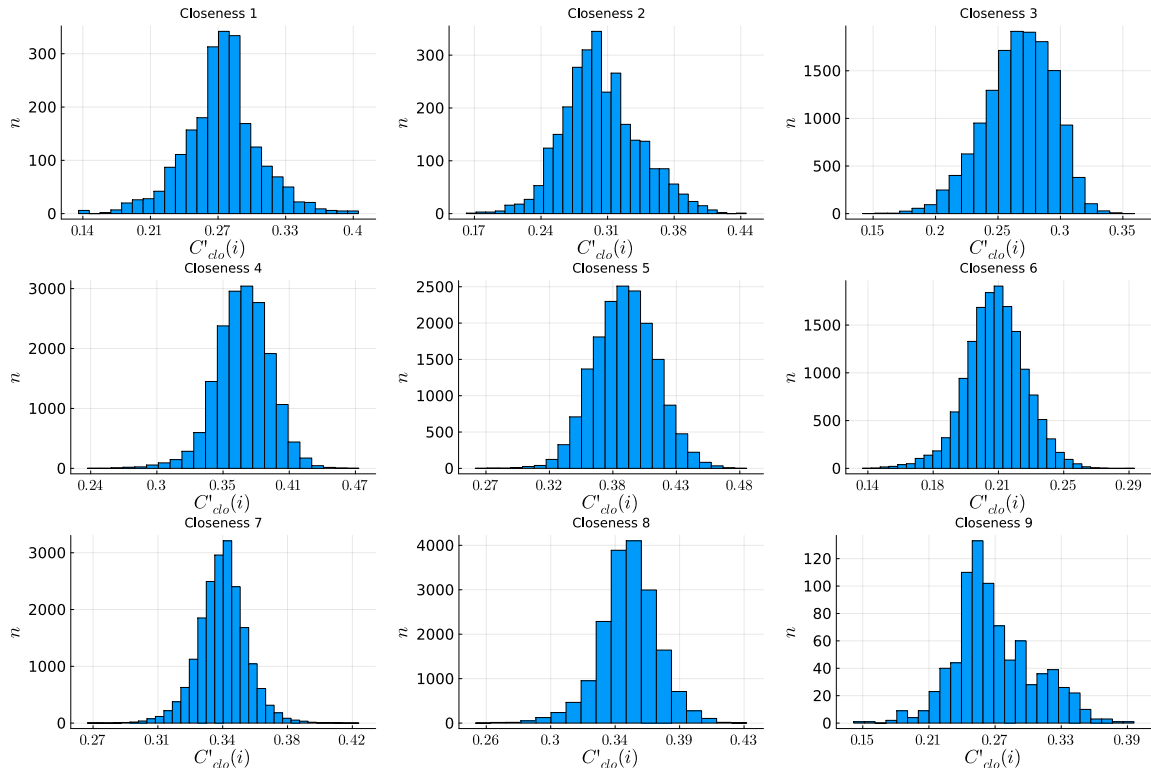 Closeness 1
300
200
100
0
n
0.14 0.21 0.27 0.33 0.4
C'clo(i)
Closeness 2
300
200
100
0
n
0.17 0.24 0.31 0.38 0.44
C'clo(i)
Closeness 3
1500
1000
500
0
n
0.15 0.2 0.25 0.3 0.35
C'clo(i)
Closeness 4
3000
2000
1000
0
n
0.24 0.3 0.35 0.41 0.47
C'clo(i)
Closeness 5
2500
2000
1500
1000
500
0
n
0.27 0.32 0.38 0.43 0.48
C'clo(i)
Closeness 6
1500
1000
500
0
n
0.14 0.18 0.21 0.25 0.29
C'clo(i)
Closeness 7
3000
2000
1000
0
n
0.27 0.31 0.34 0.38 0.42
C'clo(i)
Closeness 8
4000
3000
2000
1000
0
n
0.26 0.3 0.34 0.39 0.43
C'clo(i)
Closeness 9
120
100
80
60
40
20
0
n
0.15 0.21 0.27 0.33 0.39
C'clo(i)